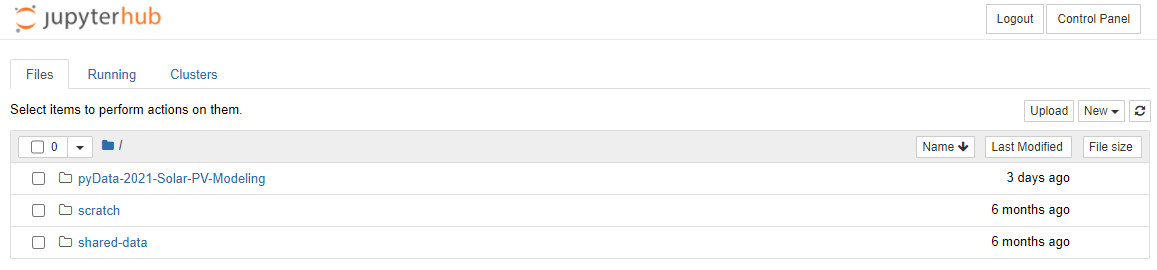 jupyterhub
Logout Control Panel
Files Running Clusters
Select items to perform actions on them.
Upload New
0 / Name Last Modified File size
pyData-2021-Solar-PV-Modeling 3 days ago
scratch 6 months ago
shared-data 6 months ago